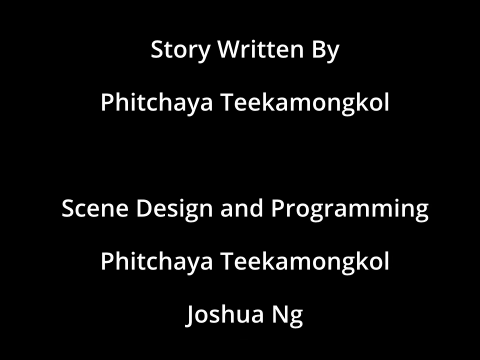 Story Written By
Phitchaya Teekamongkol
Scene Design and Programming
Phitchaya Teekamongkol
Joshua Ng